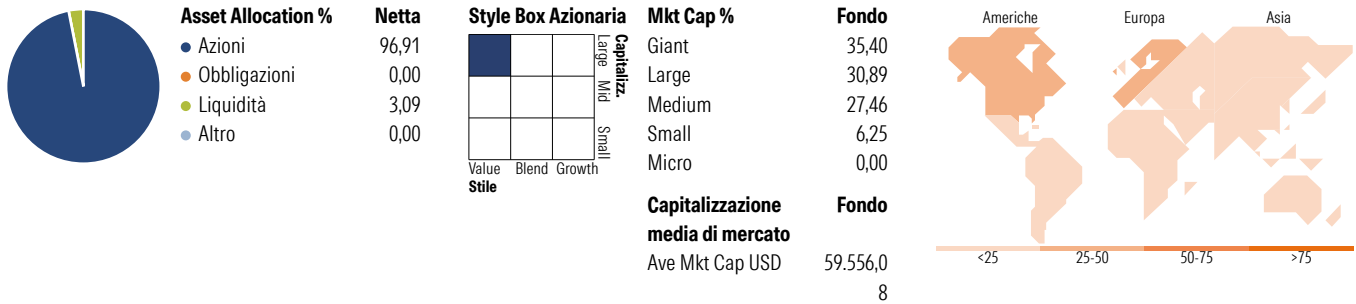 Asset Allocation % Netta
Azioni 96,91
Obbligazioni 0,00
Liquidità 3,09
Altro 0,00
Style Box Azionaria
Large Mid Small
Capitalizz.
Value Blend Growth
Stile
Mkt Cap % Fondo
Giant 35,40
Large 30,89
Medium 27,46
Small 6,25
Micro 0,00
Capitalizzazione Fondo
media di mercato
Ave Mkt Cap USD 59.556,0
8
Americhe Europa Asia
<25 25-50 50-75 >75